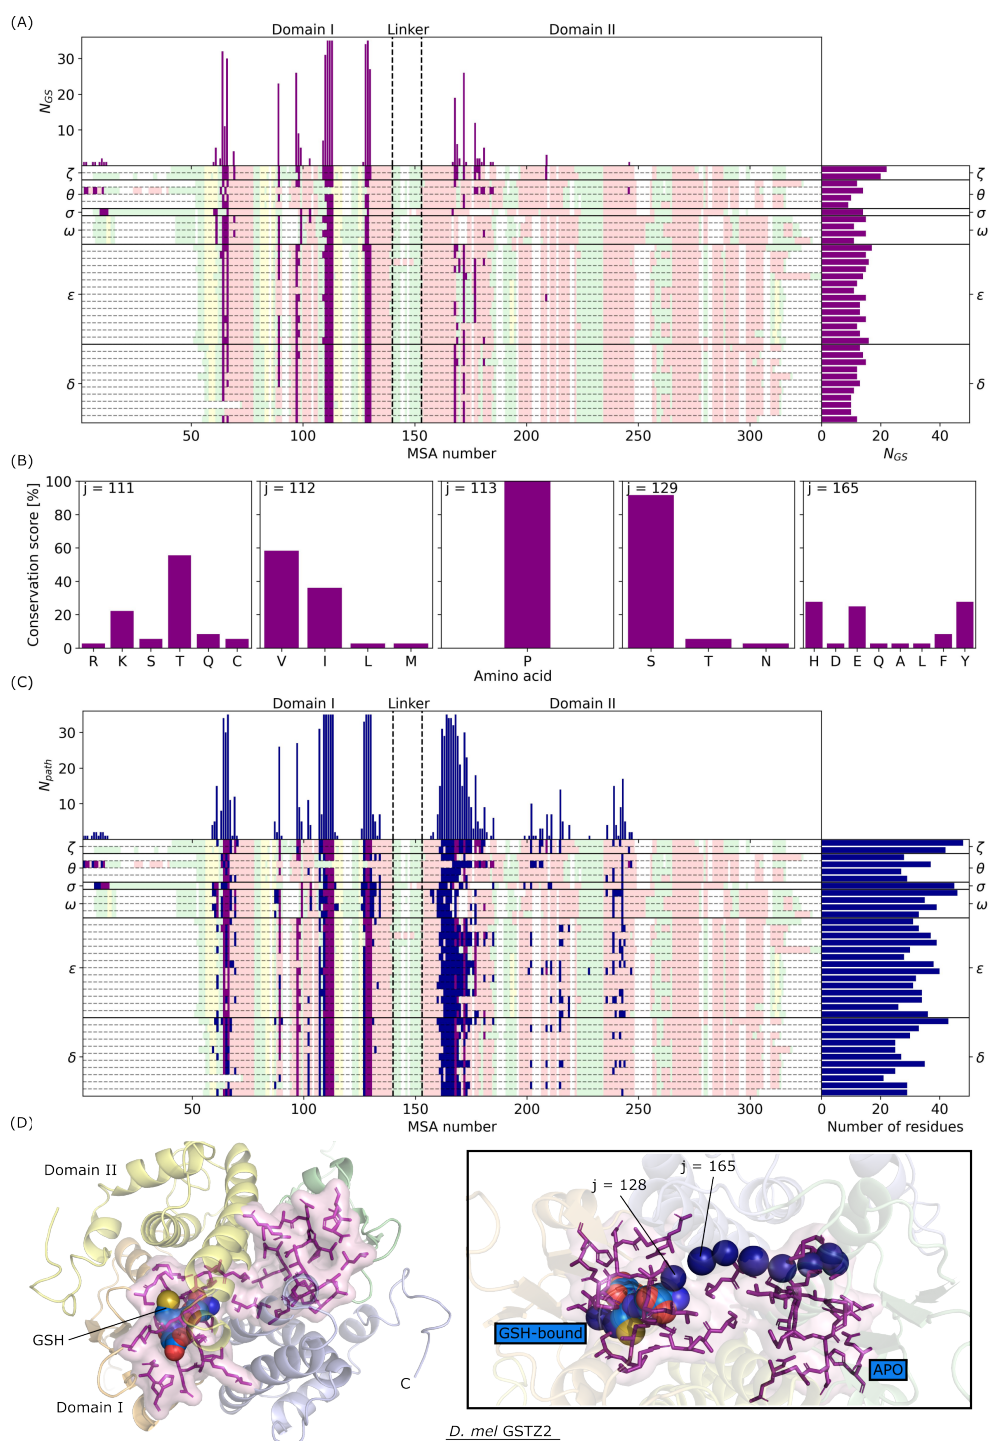 (A)
Domain I Linker Domain II
N_GS
30
20
10
ζ ζ
θ θ
σ
ω ω
ε ε
δ δ
50 100 150 200 250 300 0 20 40
MSA number N_GS
(B)
Conservation score [%]
100
80
60
40
20
0
j = 111 j = 112 j = 113 j = 129 j = 165
R K S T Q C V I L M P S T N H D E Q A L F Y
Amino acid
(C)
Domain I Linker Domain II
N_path
30
20
10
0
ζ ζ
θ θ
σ σ
ω ω
ε ε
δ δ
50 100 150 200 250 300 0 20 40
MSA number Number of residues
(D)
Domain II
GSH
Domain I
C
j = 165
j = 128
GSH-bound
APO
D. mel GSTZ2